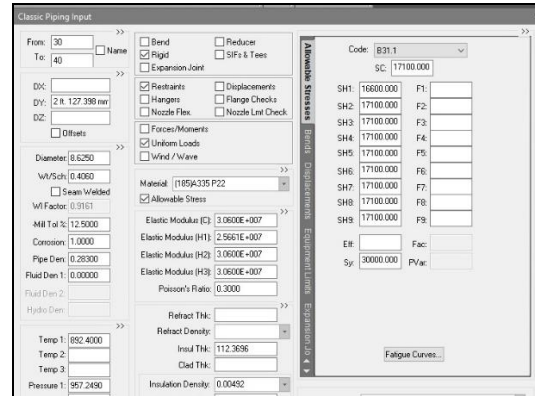 Classic Piping Input
>>
From: 30
Name
To: 40
>>
DX:
DY: 2 ft. 127.398 mm
DZ:
Offsets
>>
Diameter: 8.6250
Wt/Sch: 0.4060
Seam Welded
Wl Factor: 0.9161
-Mill Tol %: 12.5000
Corrosion: 1.0000
Pipe Den: 0.28300
Fluid Den 1: 0.00000
Fluid Den 2:
Hydro Den:
>>
Temp 1: 892.4000
Temp 2:
Temp 3:
Pressure 1: 957.2490
Bend Reducer
Rigid SIFs & Tees
Expansion Joint
Restraints Displacements
Hangers Flange Checks
Nozzle Flex Nozzle Lmt Check
Forces/Moments
Uniform Loads
Wind / Wave
>>
Material: (185)A335 P22
Allowable Stress
>>
Elastic Modulus (C): 3.0600E+007
Elastic Modulus (H1): 2.5661E+007
Elastic Modulus (H2): 3.0600E+007
Elastic Modulus (H3): 3.0600E+007
Poisson's Ratio: 0.3000
>>
Refract Thk:
Refract Density:
Insul Thk: 112.3696
Clad Thk:
Insulation Density: 0.00492
>>
Allowable Stresses
Bends
Displacements
Equipment Limits
Expansion Jo
Code: B31.1
SC: 17100.000
SH1: 16600.000 F1:
SH2: 17100.000 F2:
SH3: 17100.000 F3:
SH4: 17100.000 F4:
SH5: 17100.000 F5:
SH6: 17100.000 F6:
SH7: 17100.000 F7:
SH8: 17100.000 F8:
SH9: 17100.000 F9:
Eff: Fac:
Sy: 30000.000 PVar:
Fatigue Curves...